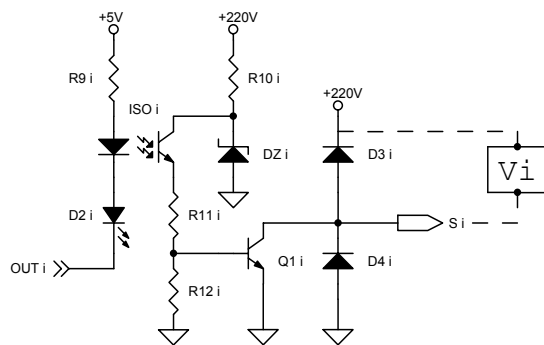 +5V
+220V
R9 i
ISO i
R10 i
+220V
DZ i
D3 i
Vi
D2 i
R11 i
S i
OUT i
Q1 i
D4 i
R12 i